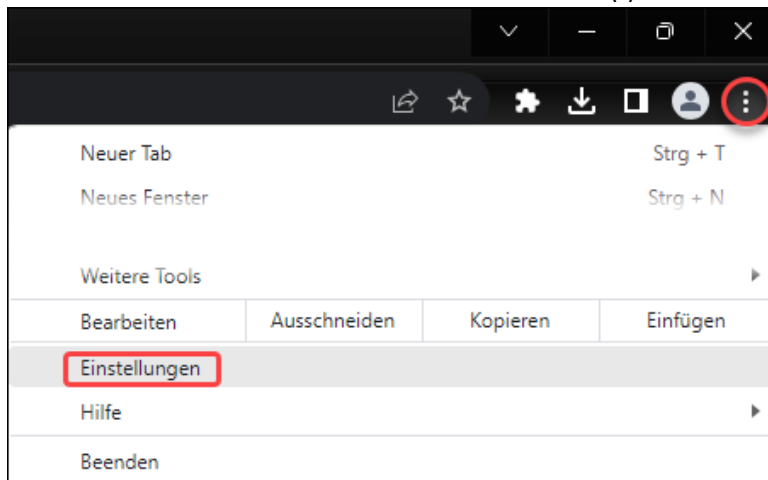 Neuer Tab Strg + T
Neues Fenster Strg + N
Weitere Tools
Bearbeiten Ausschneiden Kopieren Einfügen
Einstellungen
Hilfe
Beenden